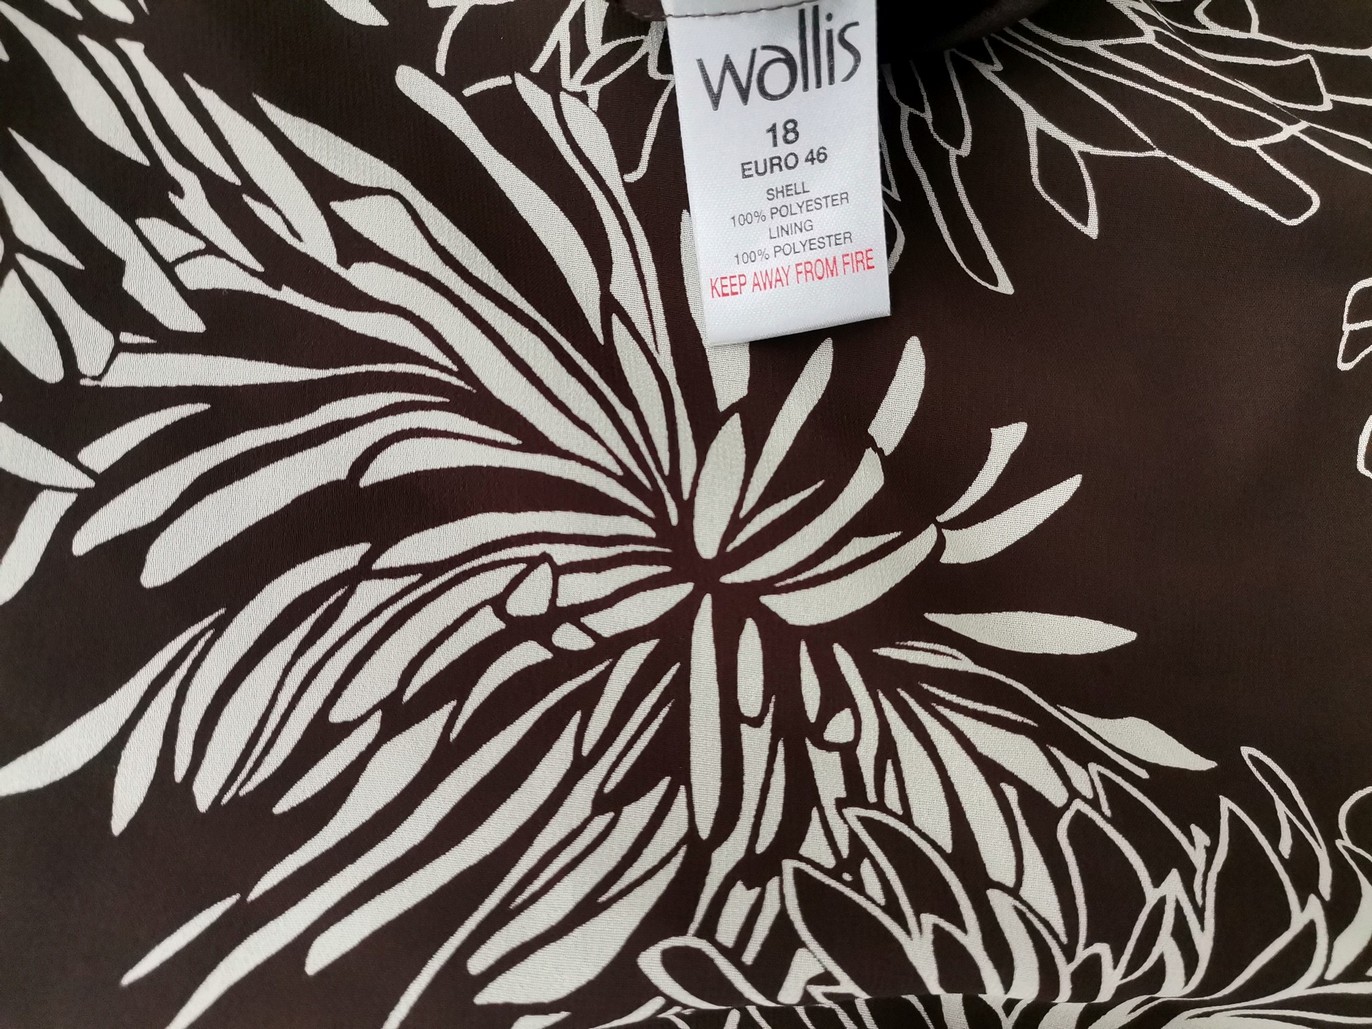 wallis
18
EURO 46
SHELL
100% POLYESTER
LINING
100% POLYESTER
KEEP AWAY FROM FIRE